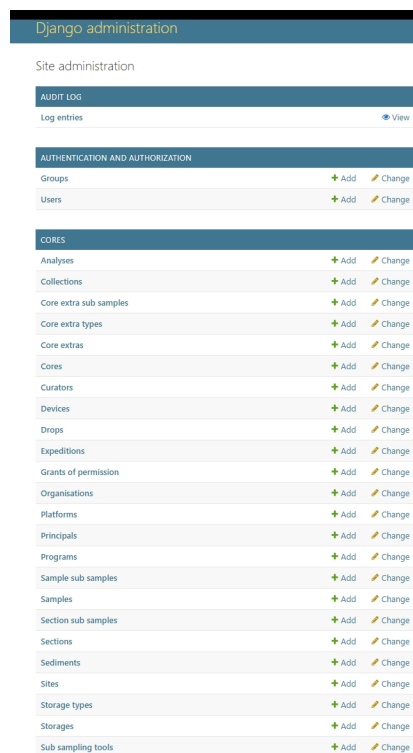 Django administration
Site administration
AUDIT LOG
Log entries View
AUTHENTICATION AND AUTHORIZATION
Groups Add Change
Users Add Change
CORES
Analyses Add Change
Collections Add Change
Core extra sub samples Add Change
Core extra types Add Change
Core extras Add Change
Cores Add Change
Curators Add Change
Devices Add Change
Drops Add Change
Expeditions Add Change
Grants of permission Add Change
Organisations Add Change
Platforms Add Change
Principals Add Change
Programs Add Change
Sample sub samples Add Change
Samples Add Change
Section sub samples Add Change
Sections Add Change
Sediments Add Change
Sites Add Change
Storage types Add Change
Storages Add Change
Sub sampling tools Add Change